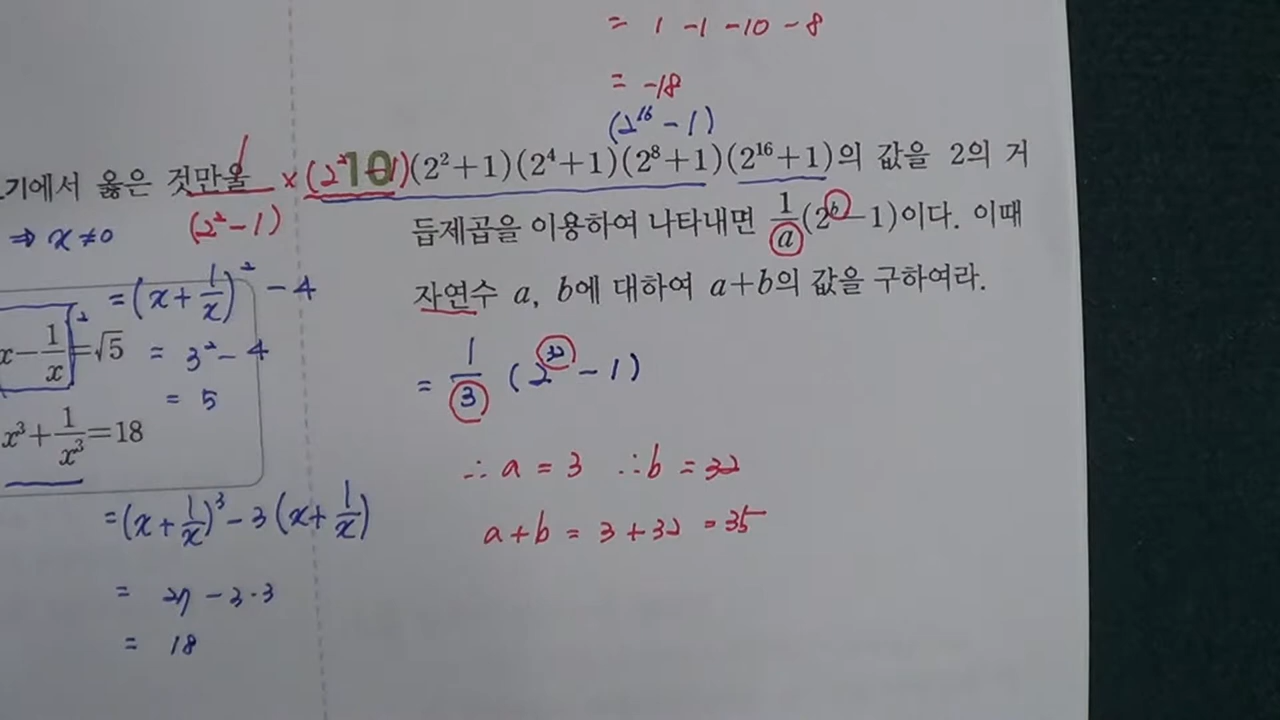 = 1 -1 -10 -8
= -18
(2¹⁶ - 1)
기에서 옳은 것만을
1
(2² - 1)
⇒ x ≠ 0
= (x + 1/x)² - 4
[x - 1/x]² = √5 = 3² - 4
= 5
x³ + 1/x³ = 18
= (x + 1/x)³ - 3 (x + 1/x)
= 27 - 3·3
= 18
× (2² - 1) 10 (2²+1)(2⁴+1)(2⁸+1)(2¹⁶+1)의 값을 2의 거
듭제곱을 이용하여 나타내면 1/a (2ᵇ - 1)이다. 이때
자연수 a, b에 대하여 a+b의 값을 구하여라.
= 1/3 (2³² - 1)
∴ a = 3 ∴ b = 32
a + b = 3 + 32 = 35